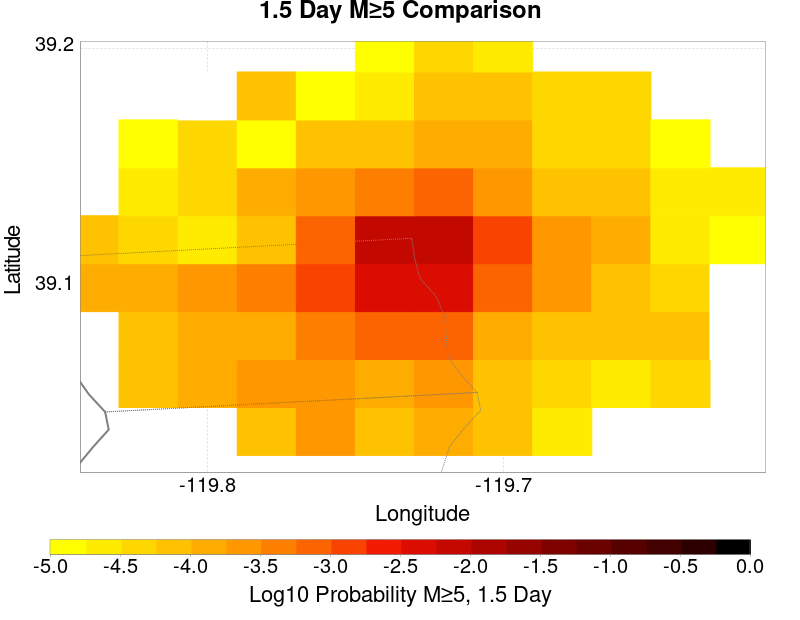 1.5 Day M≥5 Comparison
39.2
39.1
Latitude
-119.8 -119.7
Longitude
-5.0 -4.5 -4.0 -3.5 -3.0 -2.5 -2.0 -1.5 -1.0 -0.5 0.0
Log10 Probability M≥5, 1.5 Day